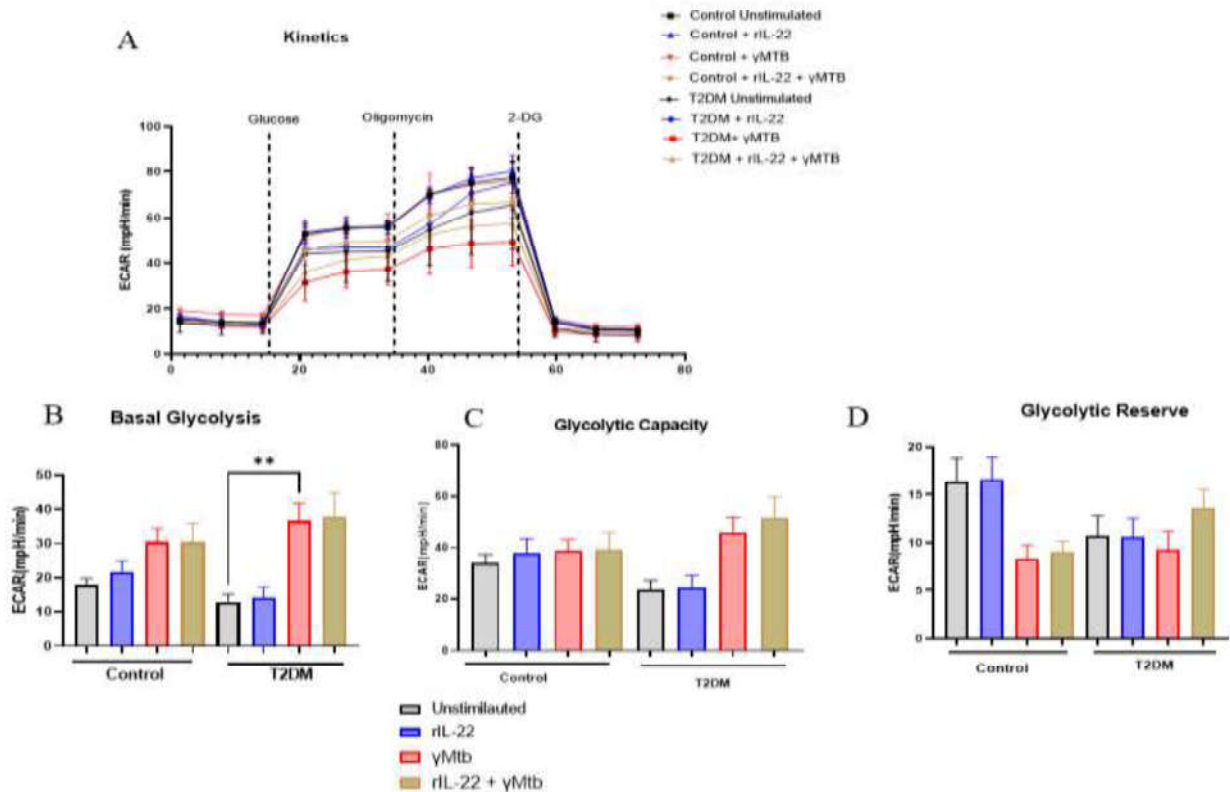 A
Kinetics
Control Unstimulated
Control + rIL-22
Control + γMTB
Control + rIL-22 + γMTB
T2DM Unstimulated
T2DM + rIL-22
T2DM+ γMTB
T2DM + rIL-22 + γMTB
Glucose
Oligomycin
2-DG
ECAR (mpH/min)
100
80
60
40
20
0
0
20
40
60
80
B
Basal Glycolysis
ECAR(mpH/min)
50
40
30
20
10
0
**
Control
T2DM
C
Glycolytic Capacity
ECAR[mpH/min)
80
60
40
20
0
Control
T2DM
D
Glycolytic Reserve
ECAR(mpH/min)
20
15
10
5
0
Control
T2DM
Unstimilauted
rIL-22
γMtb
rIL-22 + γMtb